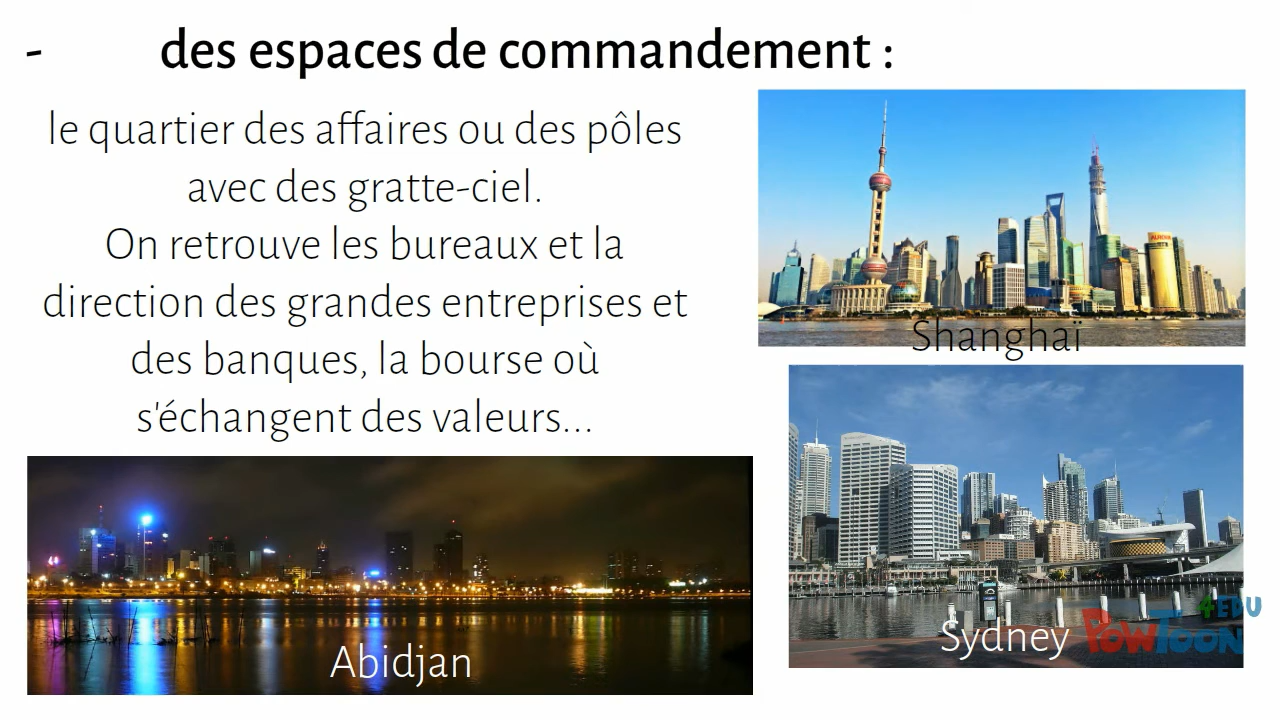 - des espaces de commandement :
le quartier des affaires ou des pôles
avec des gratte-ciel.
On retrouve les bureaux et la
direction des grandes entreprises et
des banques, la bourse où
s'échangent des valeurs...
AURORA
Shanghaï
Abidjan
Sydney
4EDU
POWTOON